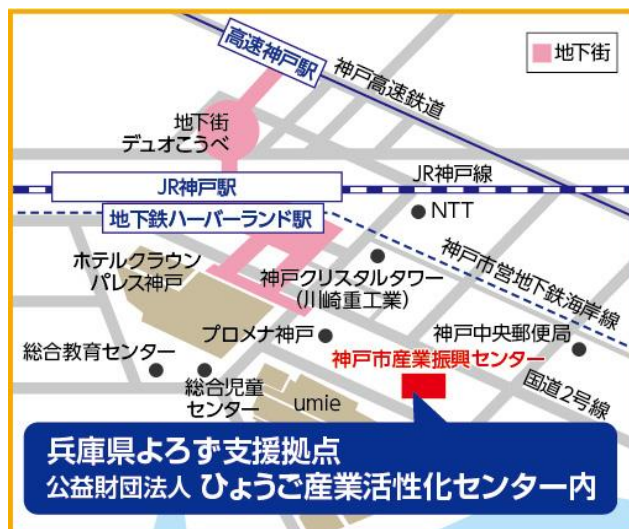 高速神戸駅
神戸高速鉄道
地下街
地下街
デュオこうべ
JR神戸線
JR神戸駅
地下鉄ハーバーランド駅
NTT
神戸市営地下鉄海岸線
ホテルクラウン
パレス神戸
神戸クリスタルタワー
(川崎重工業)
プロメナ神戸
神戸中央郵便局
総合教育センター
神戸市産業振興センター
総合児童
センター
umie
国道2号線
兵庫県よろず支援拠点
公益財団法人 ひょうご産業活性化センター内